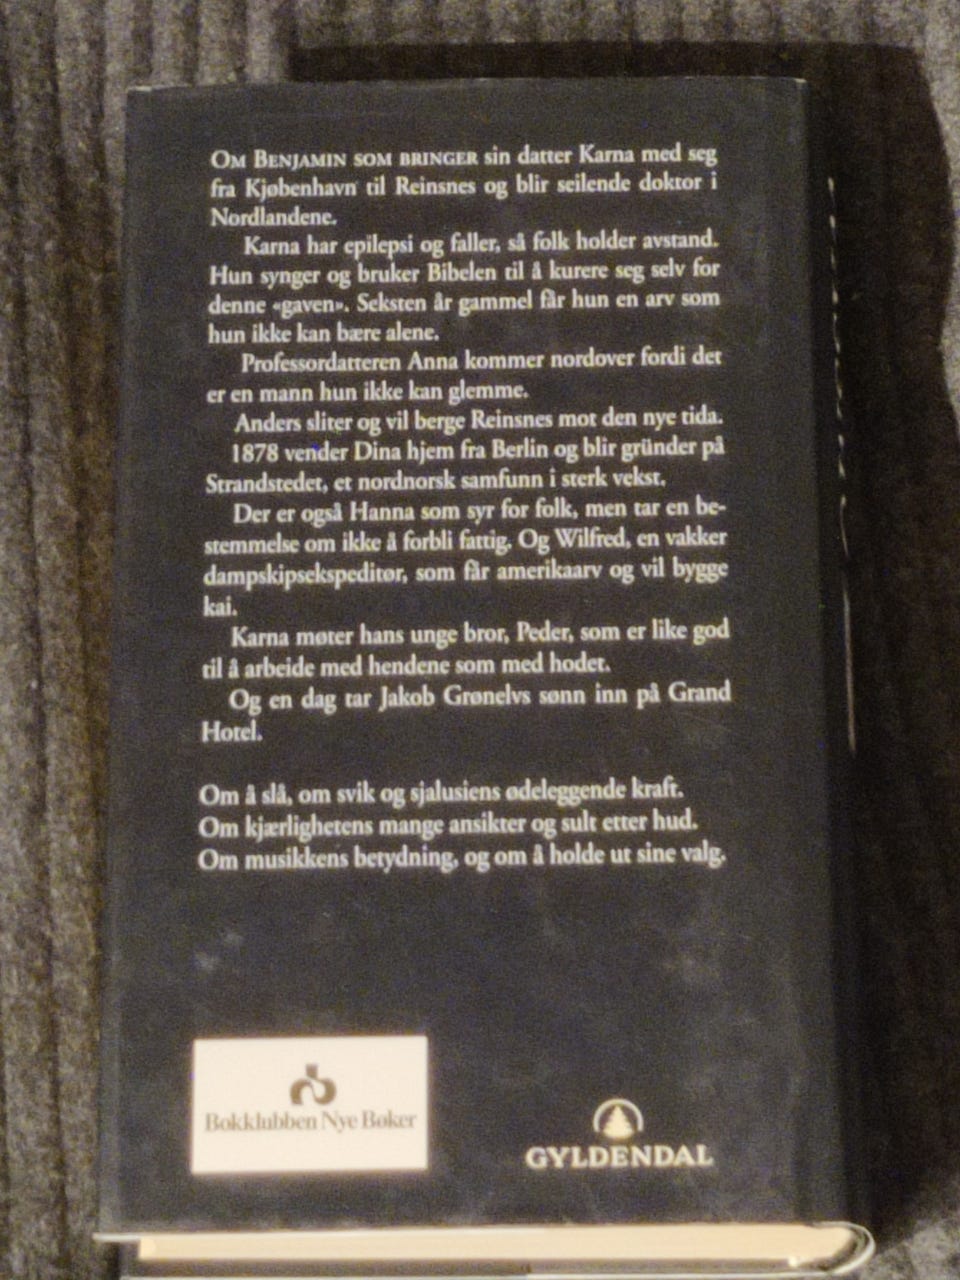 OM BENJAMIN SOM BRINGER sin datter Karna med seg
fra Kjøbenhavn til Reinsnes og blir seilende doktor i
Nordlandene.
Karna har epilepsi og faller, så folk holder avstand.
Hun synger og bruker Bibelen til å kurere seg selv for
denne «gaven». Seksten år gammel får hun en arv som
hun ikke kan bære alene.
Professordatteren Anna kommer nordover fordi det
er en mann hun ikke kan glemme.
Anders sliter og vil berge Reinsnes mot den nye tida.
1878 vender Dina hjem fra Berlin og blir gründer på
Strandstedet, et nordnorsk samfunn i sterk vekst.
Der er også Hanna som syr for folk, men tar en be-
stemmelse om ikke å forbli fattig. Og Wilfred, en vakker
dampskipsekspeditør, som får amerikaarv og vil bygge
kai.
Karna møter hans unge bror, Peder, som er like god
til å arbeide med hendene som med hodet.
Og en dag tar Jakob Grønelvs sønn inn på Grand
Hotel.
Om å slå, om svik og sjalusiens ødeleggende kraft.
Om kjærlighetens mange ansikter og sult etter hud.
Om musikkens betydning, og om å holde ut sine valg.
Bokklubben Nye Bøker
GYLDENDAL